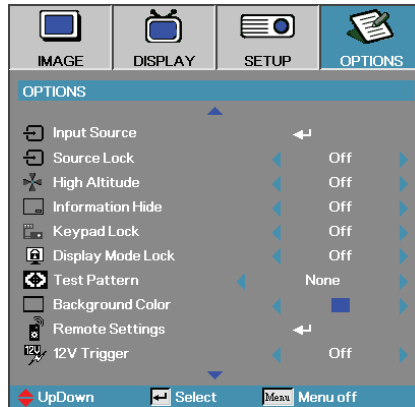 IMAGE DISPLAY SETUP OPTIONS
OPTIONS
Input Source
Source Lock Off
High Altitude Off
Information Hide Off
Keypad Lock Off
Display Mode Lock Off
Test Pattern None
Background Color
Remote Settings
12V 12V Trigger Off
UpDown Select Menu Menu off